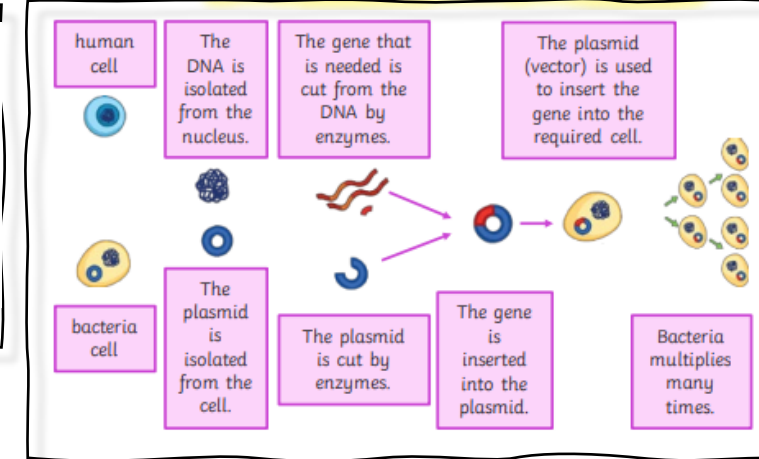 human
cell
The
DNA is
isolated
from the
nucleus.
The gene that
is needed is
cut from the
DNA by
enzymes.
The plasmid
(vector) is used
to insert the
gene into the
required cell.
bacteria
cell
The
plasmid
is
isolated
from the
cell.
The plasmid
is cut by
enzymes.
The gene
is
inserted
into the
plasmid.
Bacteria
multiplies
many
times.